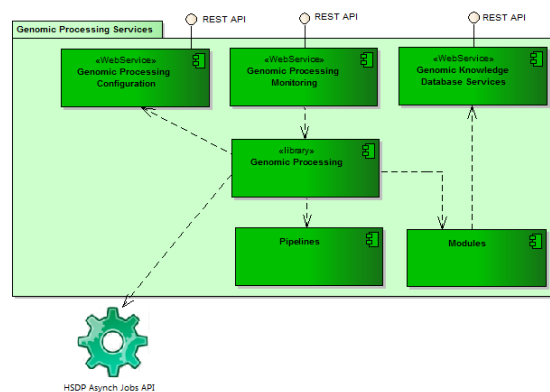 REST API
REST API
REST API
Genomic Processing Services
«WebService»
Genomic Processing
Configuration
«WebService»
Genomic Processing
Monitoring
«WebService»
Genomic Knowledge
Database Services
«library»
Genomic Processing
Pipelines
Modules
HSDP Asynch Jobs API